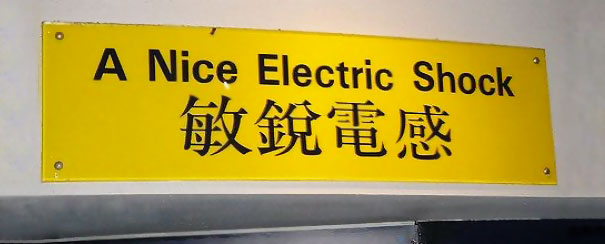 A Nice Electric Shock
敏銳電感